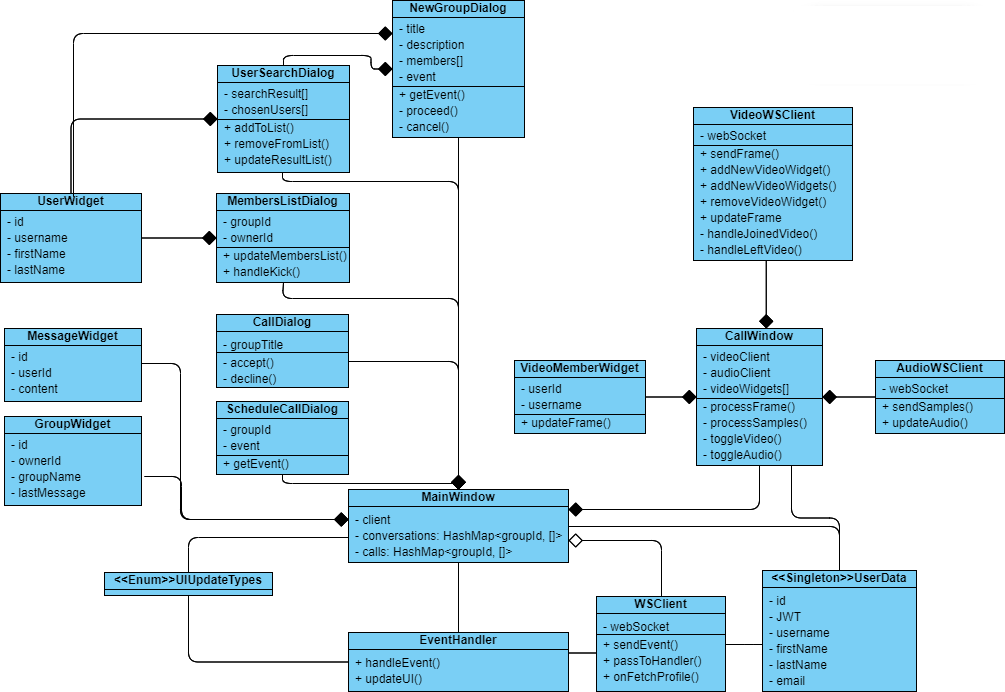 NewGroupDialog
- title
- description
- members[]
- event
+ getEvent()
- proceed()
- cancel()
UserSearchDialog
- searchResult[]
- chosenUsers[]
+ addToList()
+ removeFromList()
+ updateResultList()
VideoWSClient
- webSocket
+ sendFrame()
+ addNewVideoWidget()
+ addNewVideoWidgets()
+ removeVideoWidget()
+ updateFrame
- handleJoinedVideo()
- handleLeftVideo()
UserWidget
- id
- username
- firstName
- lastName
MembersListDialog
- groupId
- ownerId
+ updateMembersList()
+ handleKick()
CallDialog
- groupTitle
- accept()
- decline()
MessageWidget
- id
- userId
- content
CallWindow
- videoClient
- audioClient
- videoWidgets[]
- processFrame()
- processSamples()
- toggleVideo()
- toggleAudio()
VideoMemberWidget
- userId
- username
+ updateFrame()
AudioWSClient
- webSocket
+ sendSamples()
+ updateAudio()
ScheduleCallDialog
- groupId
- event
+ getEvent()
GroupWidget
- id
- ownerId
- groupName
- lastMessage
MainWindow
- client
- conversations: HashMap<groupId, []>
- calls: HashMap<groupId, []>
<<Enum>>UIUpdateTypes
<<Singleton>>UserData
- id
- JWT
- username
- firstName
- lastName
- email
WSClient
- webSocket
+ sendEvent()
+ passToHandler()
+ onFetchProfile()
EventHandler
+ handleEvent()
+ updateUI()